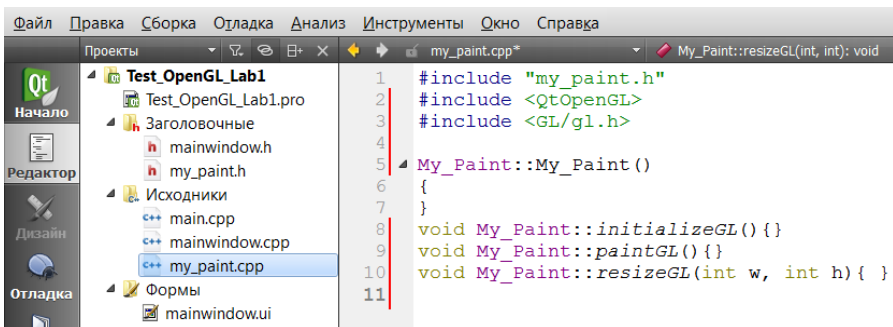 Файл Правка Сборка Отладка Анализ Инструменты Окно Справка
Проекты my_paint.cpp* My_Paint::resizeGL(int, int): void
Qt
Начало
Редактор
Дизайн
Отладка
Test_OpenGL_Lab1
Test_OpenGL_Lab1.pro
Заголовочные
h mainwindow.h
h my_paint.h
Исходники
c++ main.cpp
c++ mainwindow.cpp
c++ my_paint.cpp
Формы
mainwindow.ui
1 #include "my_paint.h"
2 #include <QtOpenGL>
3 #include <GL/gl.h>
4
5 My_Paint::My_Paint()
6 {
7 }
8 void My_Paint::initializeGL(){}
9 void My_Paint::paintGL(){}
10 void My_Paint::resizeGL(int w, int h){ }
11